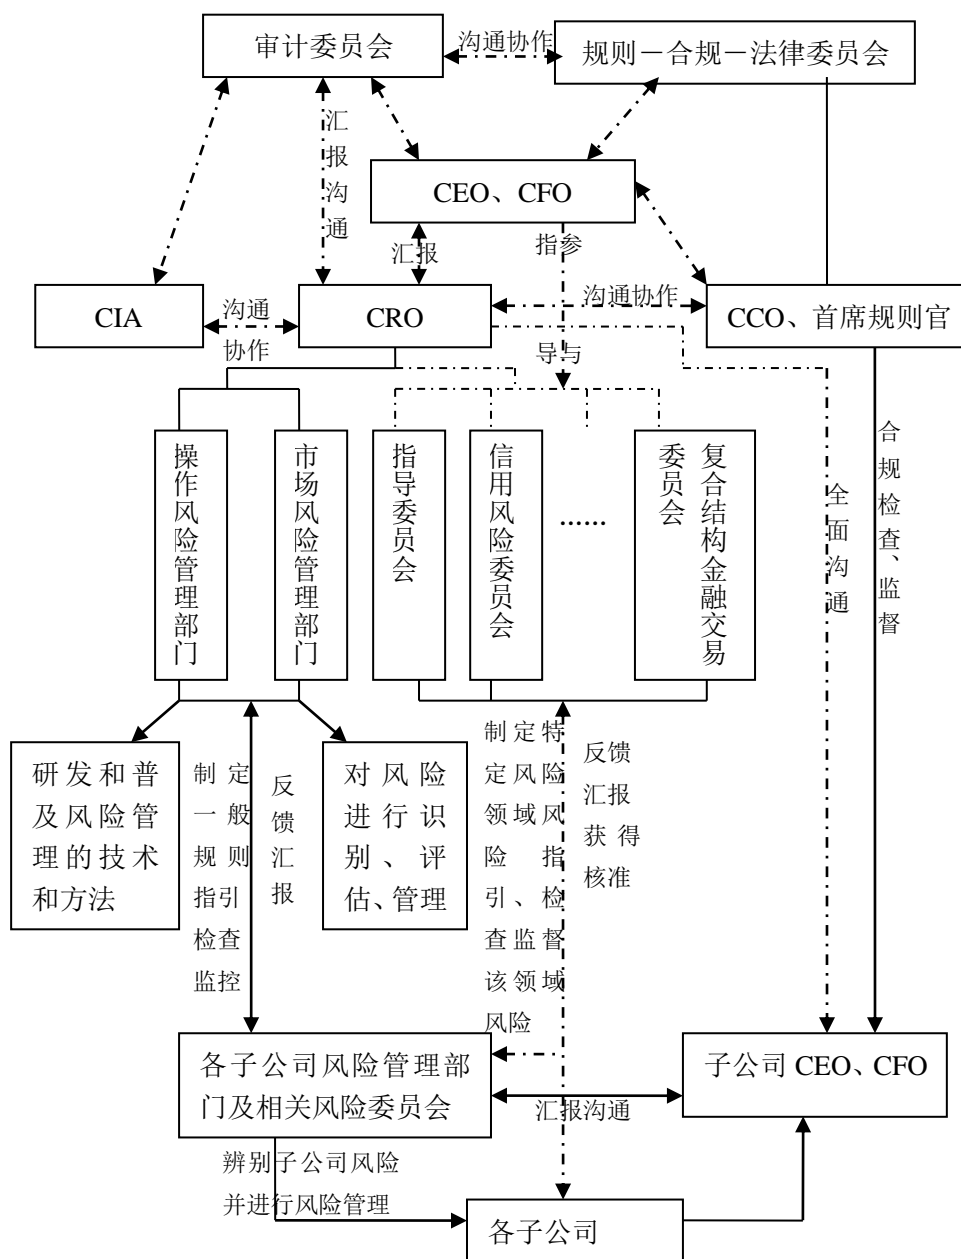 审计委员会
沟通协作
规则－合规－法律委员会
汇报沟通
CEO、CFO
汇报
指参
CIA
沟通
协作
CRO
沟通协作
CCO、首席规则官
导与
操作风险管理部门
市场风险管理部门
指导委员会
信用风险委员会
……
复合结构金融交易
委员会
全面沟通
合规检查、监督
研发和普
及风险管
理的技术
和方法
制定
一般
规则
指引
检查
监控
反馈汇报
对风险
进行识
别、评
估、管理
制定特
定风险
领域风
险指
引、检
查监督
该领域
风险
反馈
汇报
获得
核准
各子公司风险管理部
门及相关风险委员会
汇报沟通
子公司 CEO、CFO
辨别子公司风险
并进行风险管理
各子公司